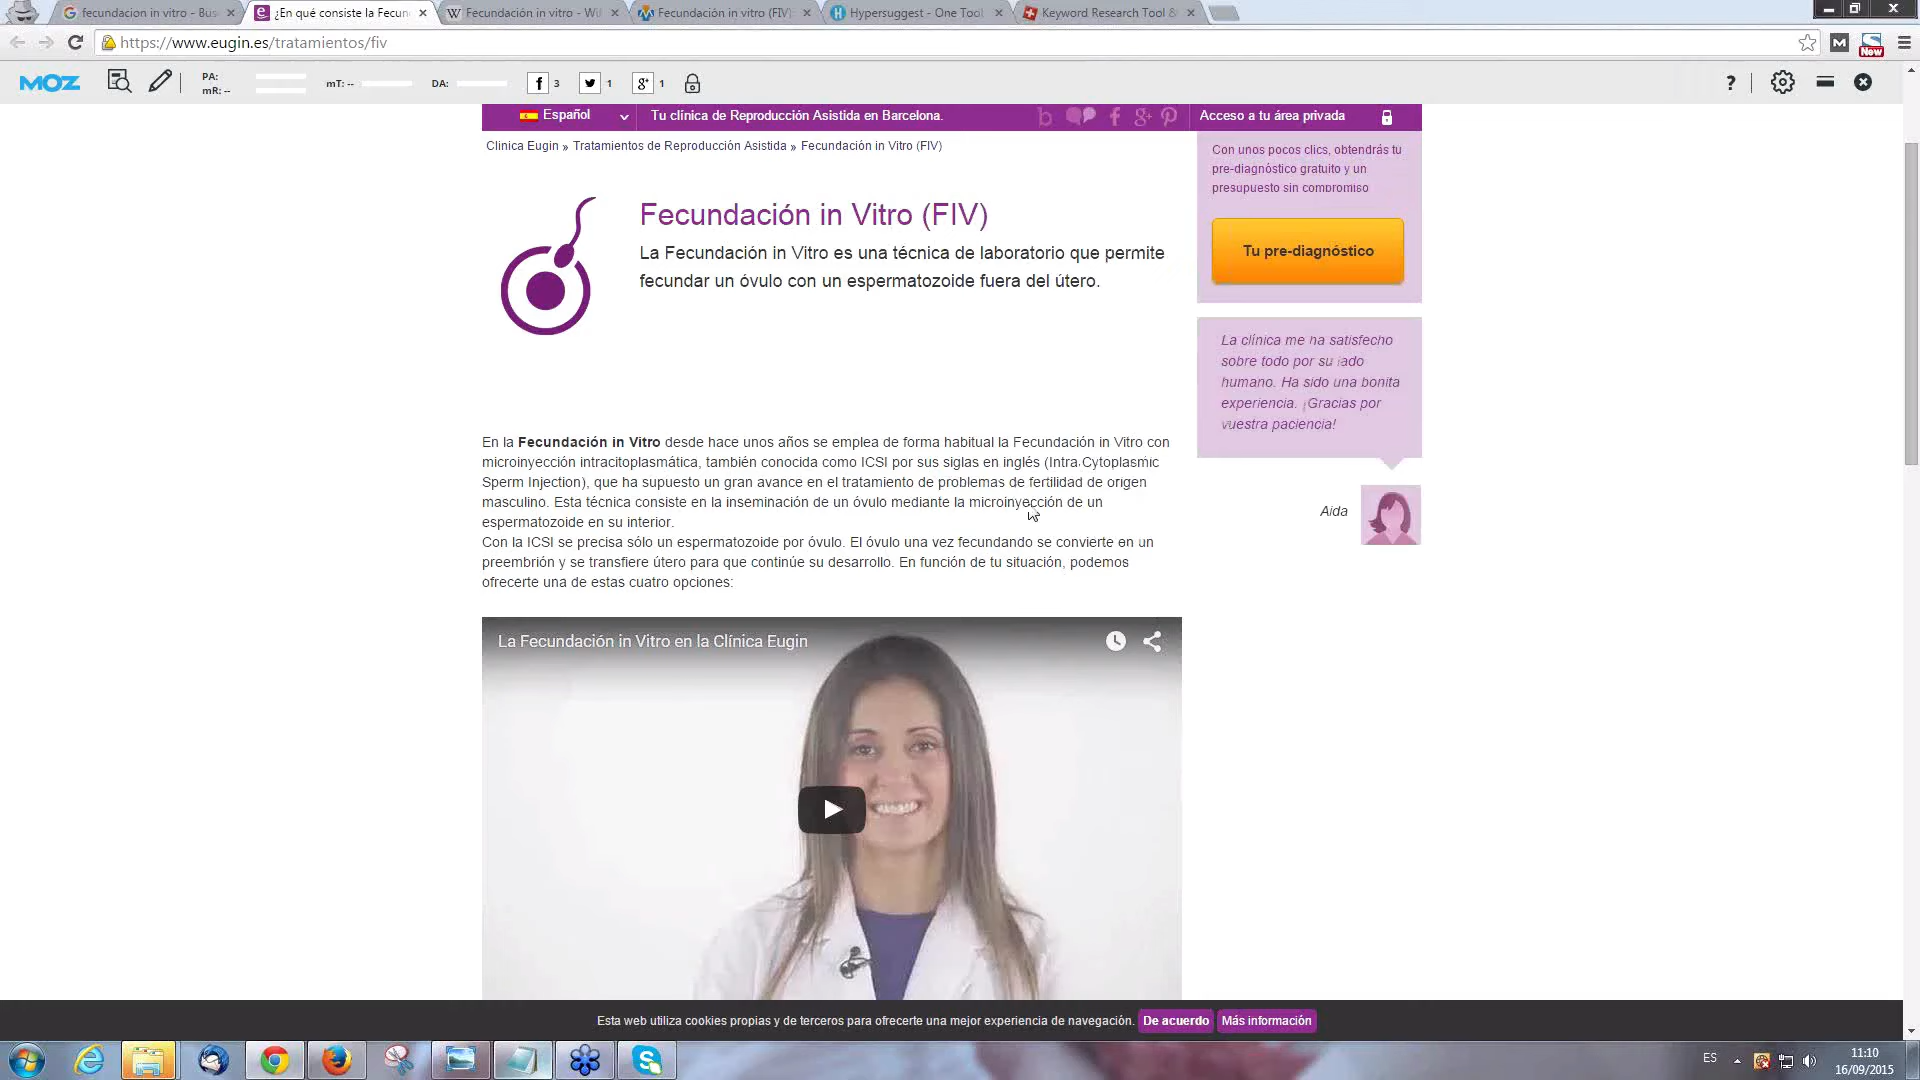 fecundacion in vitro - Bus
¿En qué consiste la Fecun
Fecundación in vitro - Wi
Fecundación in vitro (FIV)
Hypersuggest - One Tool
Keyword Research Tool &
https://www.eugin.es/tratamientos/fiv
New
MOZ
PA:
mR: --
mT: --
DA:
3
1
1
Español
Tu clínica de Reproducción Asistida en Barcelona.
Acceso a tu área privada
Clinica Eugin » Tratamientos de Reproducción Asistida » Fecundación in Vitro (FIV)
Con unos pocos clics, obtendrás tu
pre-diagnóstico gratuito y un
presupuesto sin compromiso
Tu pre-diagnóstico
Fecundación in Vitro (FIV)
La Fecundación in Vitro es una técnica de laboratorio que permite
fecundar un óvulo con un espermatozoide fuera del útero.
La clínica me ha satisfecho
sobre todo por su lado
humano. Ha sido una bonita
experiencia. ¡Gracias por
vuestra paciencia!
Aida
En la Fecundación in Vitro desde hace unos años se emplea de forma habitual la Fecundación in Vitro con
microinyección intracitoplasmática, también conocida como ICSI por sus siglas en inglés (Intra Cytoplasmic
Sperm Injection), que ha supuesto un gran avance en el tratamiento de problemas de fertilidad de origen
masculino. Esta técnica consiste en la inseminación de un óvulo mediante la microinyección de un
espermatozoide en su interior.
Con la ICSI se precisa sólo un espermatozoide por óvulo. El óvulo una vez fecundando se convierte en un
preembrión y se transfiere útero para que continúe su desarrollo. En función de tu situación, podemos
ofrecerte una de estas cuatro opciones:
La Fecundación in Vitro en la Clínica Eugin
Esta web utiliza cookies propias y de terceros para ofrecerte una mejor experiencia de navegación. De acuerdo Más información
ES
11:10
16/09/2015